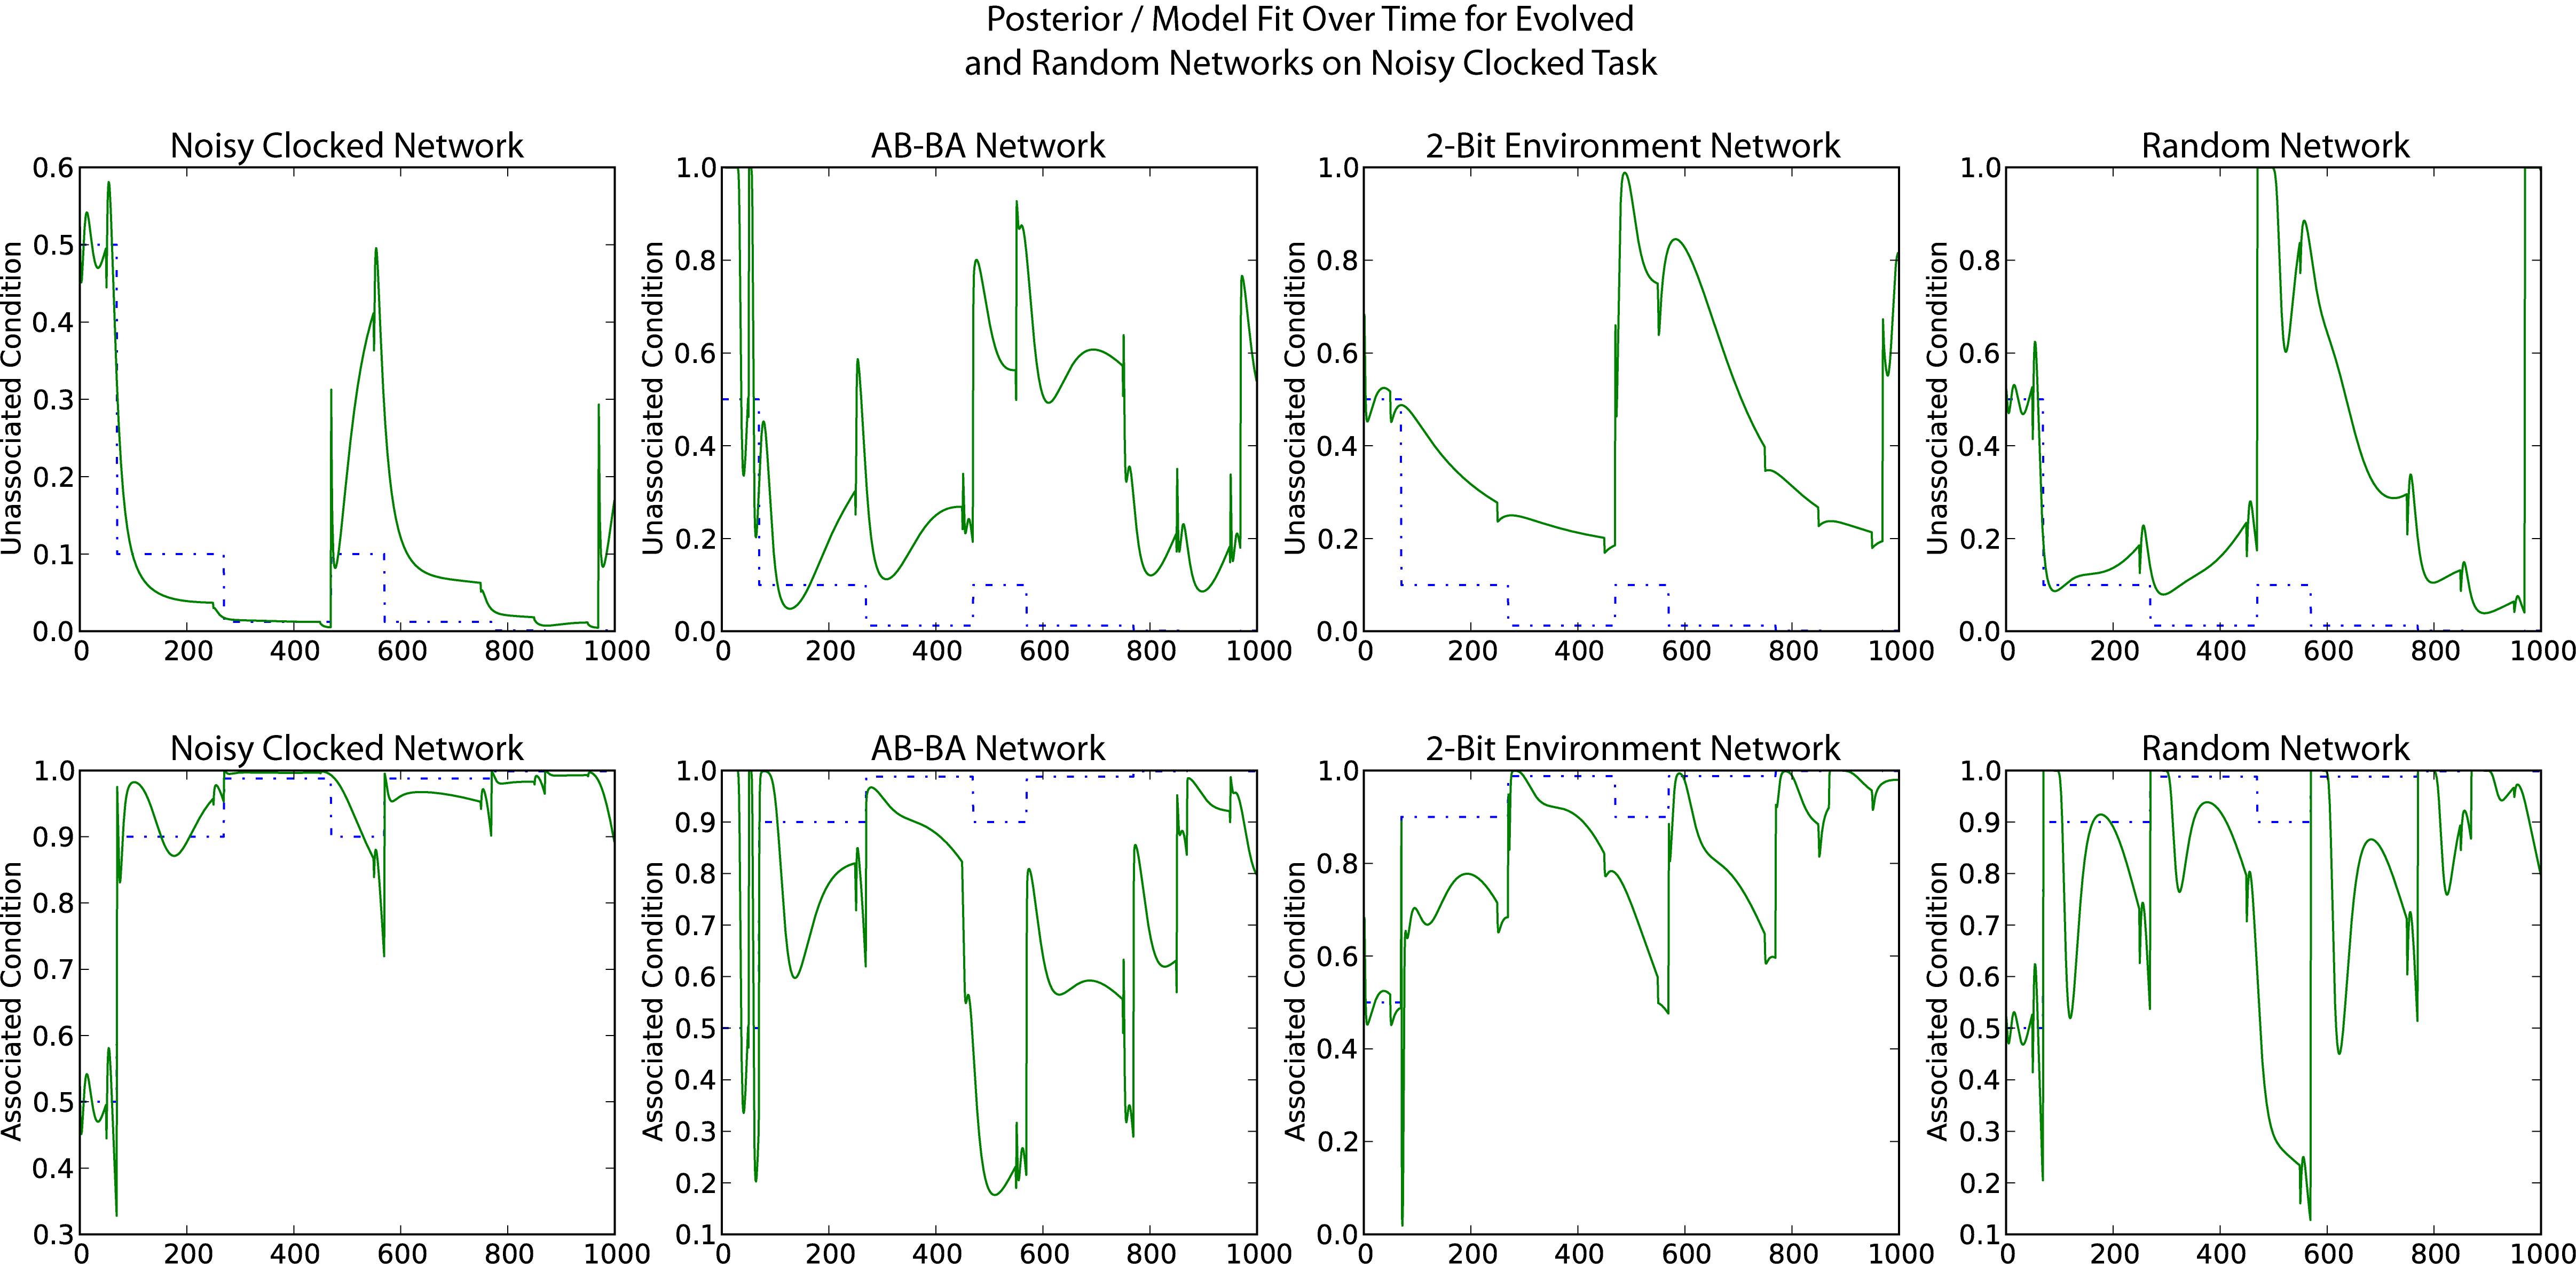 Posterior / Model Fit Over Time for Evolved
and Random Networks on Noisy Clocked Task
Noisy Clocked Network
Unassociated Condition
0.6
0.5
0.4
0.3
0.2
0.1
0.0
0 200 400 600 800 1000
AB-BA Network
Unassociated Condition
1.0
0.8
0.6
0.4
0.2
0.0
0 200 400 600 800 1000
2-Bit Environment Network
Unassociated Condition
1.0
0.8
0.6
0.4
0.2
0.0
0 200 400 600 800 1000
Random Network
Unassociated Condition
1.0
0.8
0.6
0.4
0.2
0.0
0 200 400 600 800 1000
Noisy Clocked Network
Associated Condition
1.0
0.9
0.8
0.7
0.6
0.5
0.4
0.3
0 200 400 600 800 1000
AB-BA Network
Associated Condition
1.0
0.9
0.8
0.7
0.6
0.5
0.4
0.3
0.2
0.1
0 200 400 600 800 1000
2-Bit Environment Network
Associated Condition
1.0
0.8
0.6
0.4
0.2
0.0
0 200 400 600 800 1000
Random Network
Associated Condition
1.0
0.9
0.8
0.7
0.6
0.5
0.4
0.3
0.2
0.1
0 200 400 600 800 1000